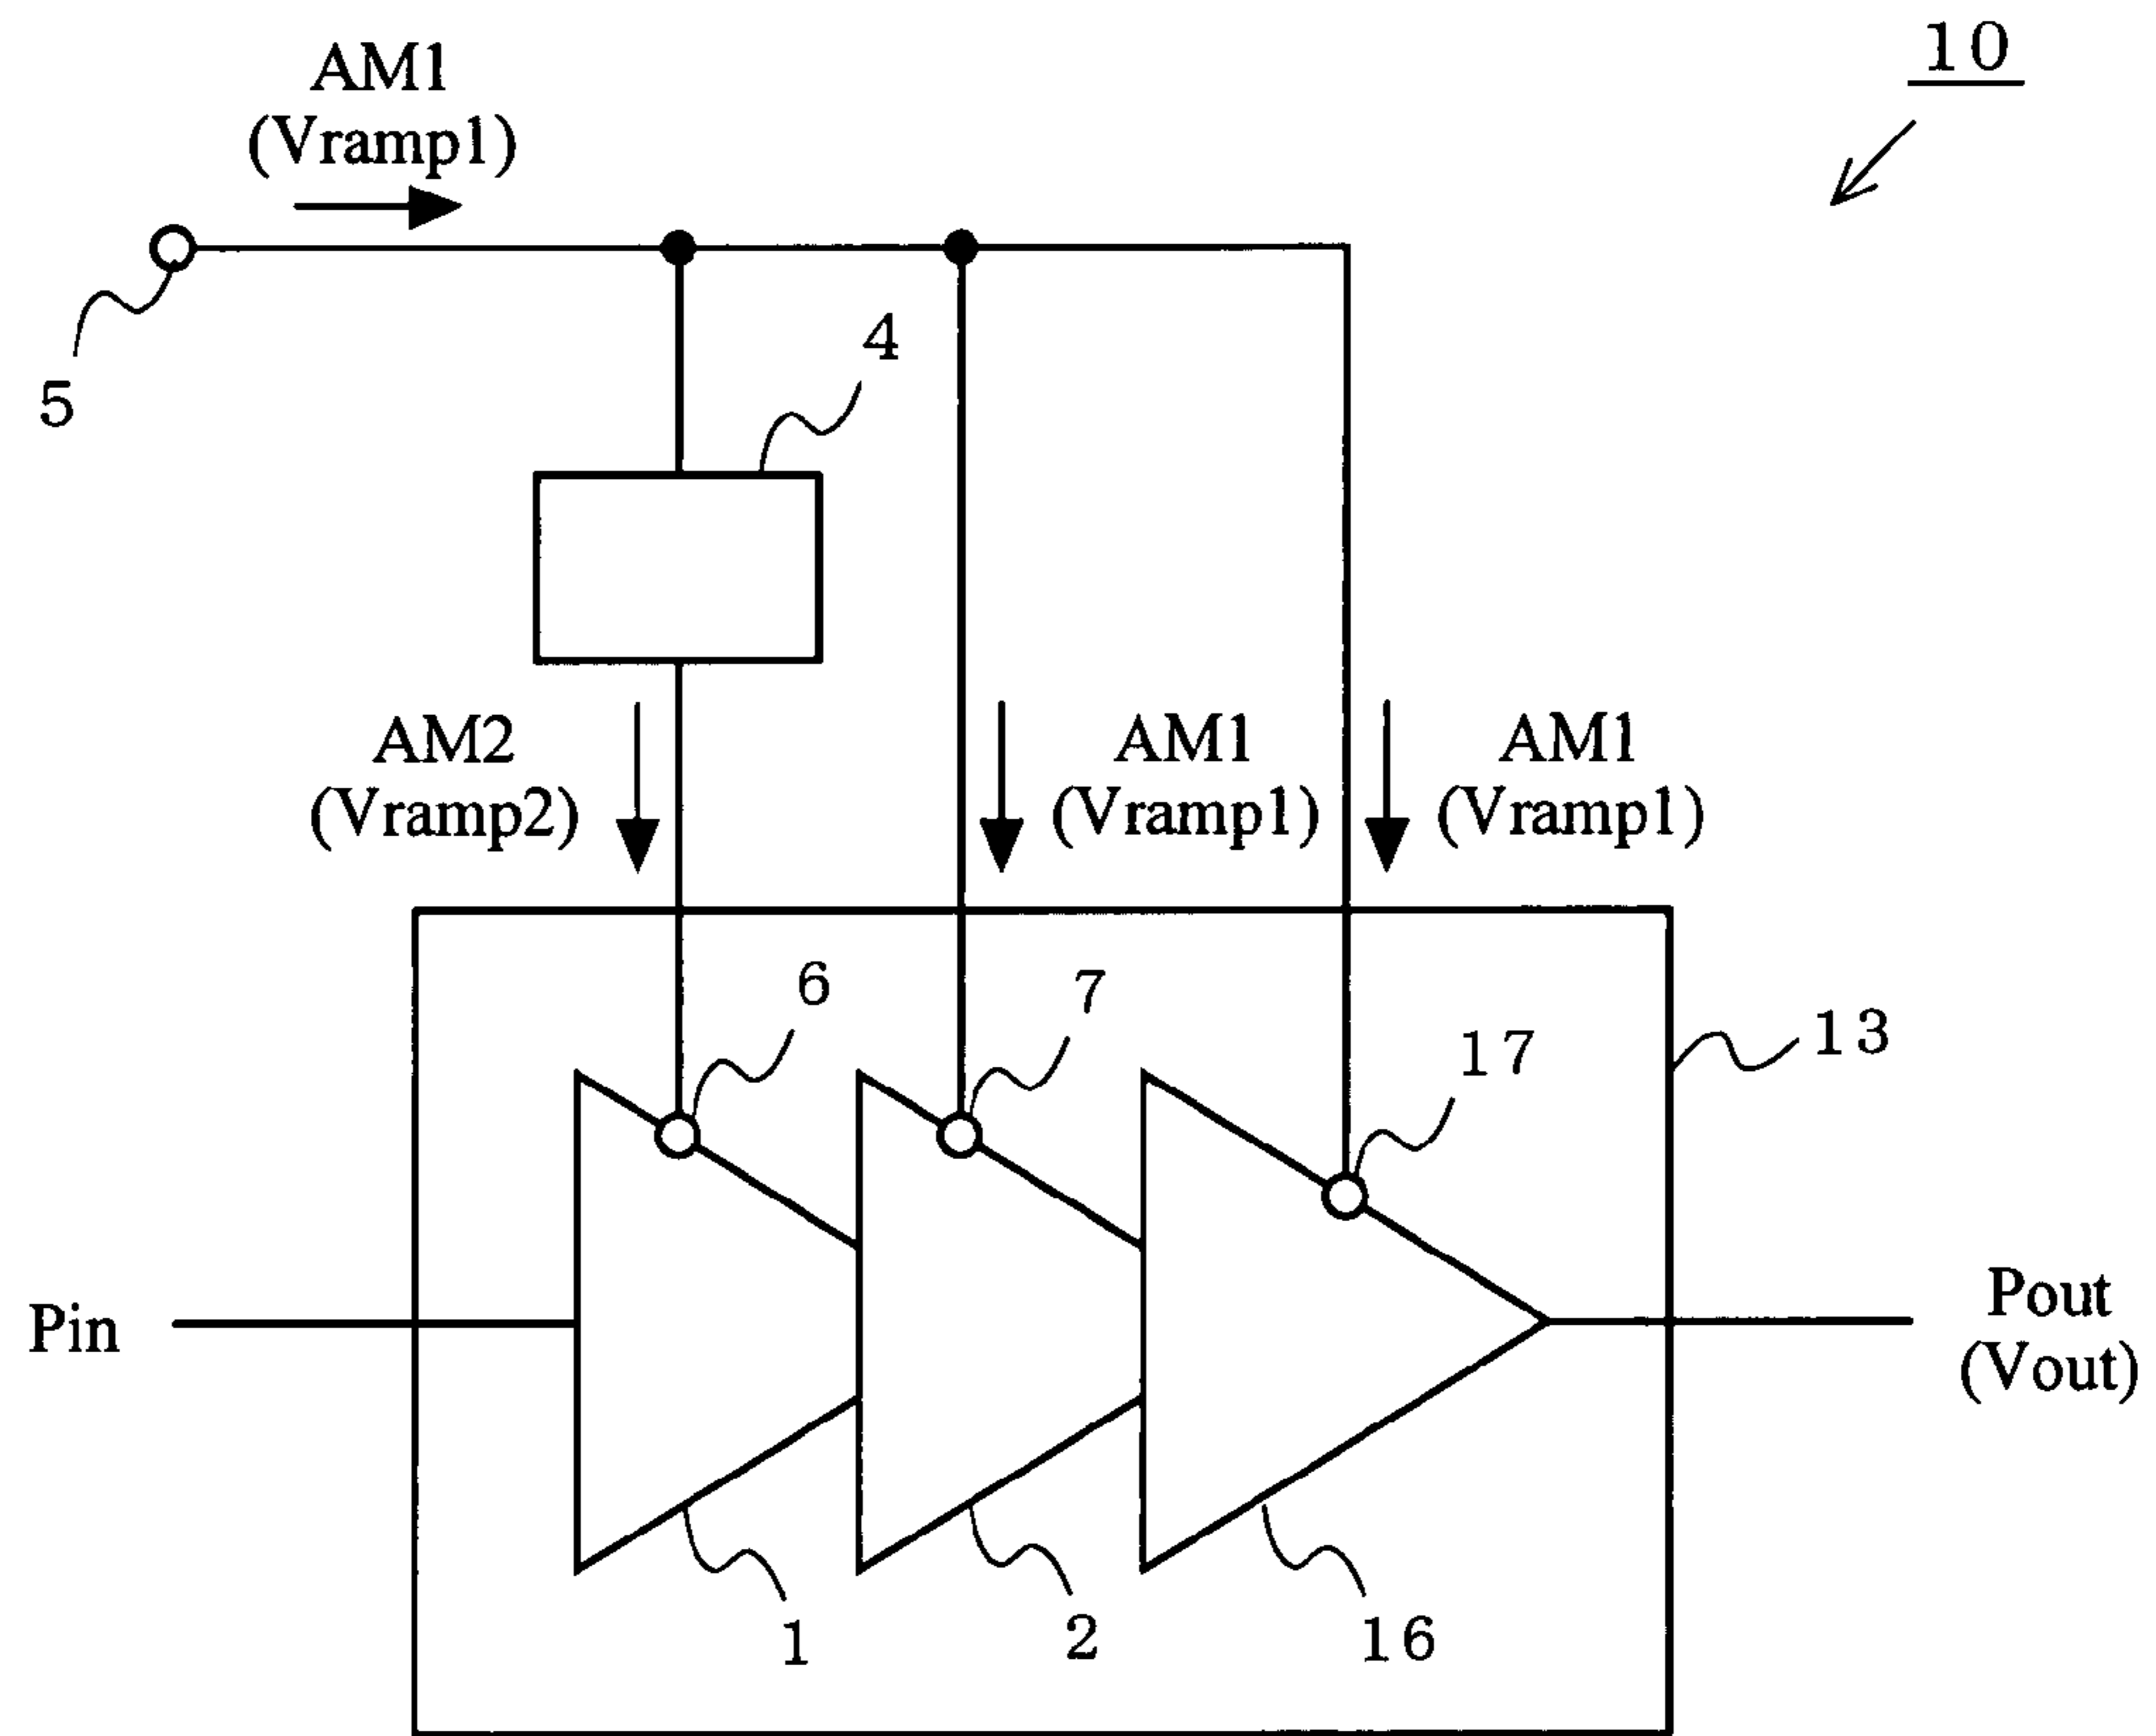 10
AM1
(Vramp1)
5
4
AM2
(Vramp2)
AM1
(Vramp1)
AM1
(Vramp1)
6
7
17
13
Pin
Pout
(Vout)
1
2
16